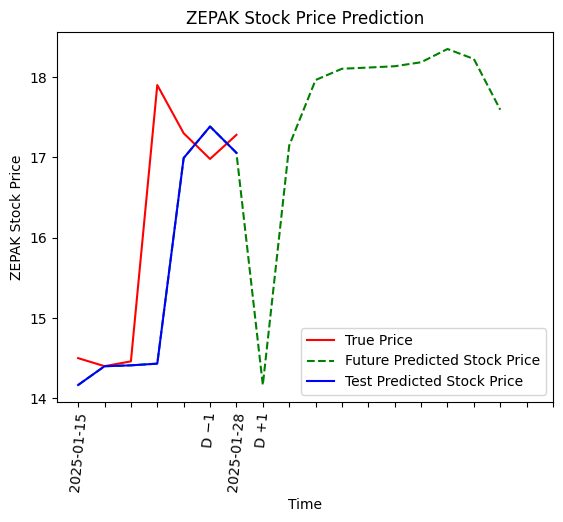 ZEPAK Stock Price Prediction
ZEPAK Stock Price
18
17
16
15
14
True Price
Future Predicted Stock Price
Test Predicted Stock Price
2025-01-15
D −1
2025-01-28
D +1
Time